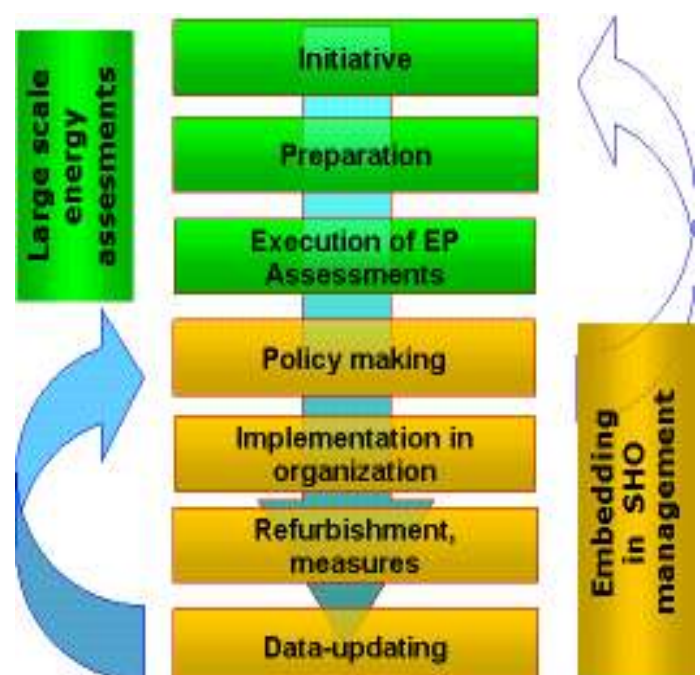 Large scale
energy
assesments
Initiative
Preparation
Execution of EP
Assessments
Policy making
Implementation in
organization
Refurbishment,
measures
Data-updating
Embedding
in SHO
management